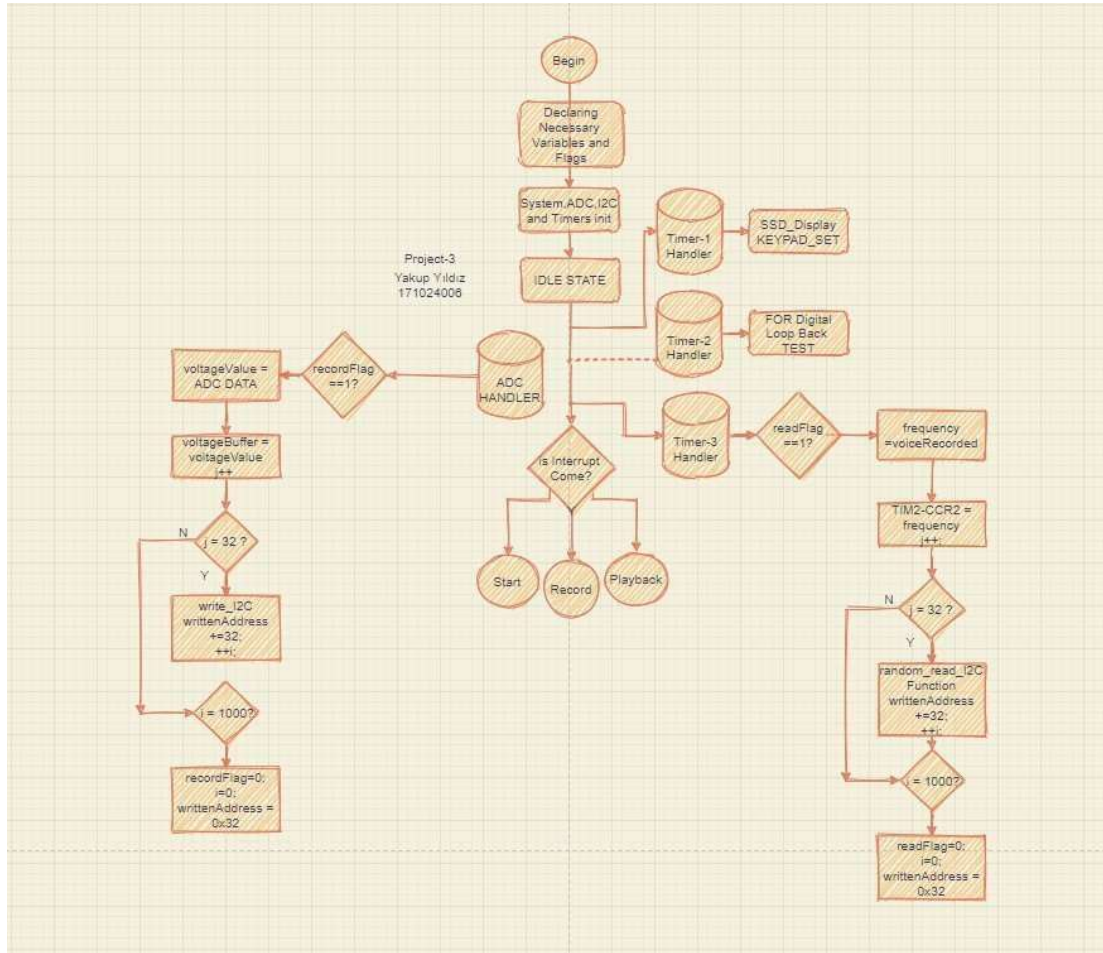 Begin
Declaring
Necessary
Variables and
Flags
System,ADC,I2C
and Timers init
IDLE STATE
Project-3
Yakup Yıldız
171024006
Timer-1
Handler
SSD_Display
KEYPAD_SET
Timer-2
Handler
FOR Digital
Loop Back
TEST
ADC
HANDLER
recordFlag
==1?
voltageValue =
ADC DATA
voltageBuffer =
voltageValue
j++
j = 32 ?
N
Y
write_I2C
writtenAddress
+=32;
++i;
i = 1000?
recordFlag=0;
i=0;
writtenAddress =
0x32
is Interrupt
Come?
Start
Record
Playback
Timer-3
Handler
readFlag
==1?
frequency
=voiceRecorded
TIM2-CCR2 =
frequency
j++;
j = 32 ?
N
Y
random_read_I2C
Function
writtenAddress
+=32;
++i;
i = 1000?
readFlag=0;
i=0;
writtenAddress =
0x32